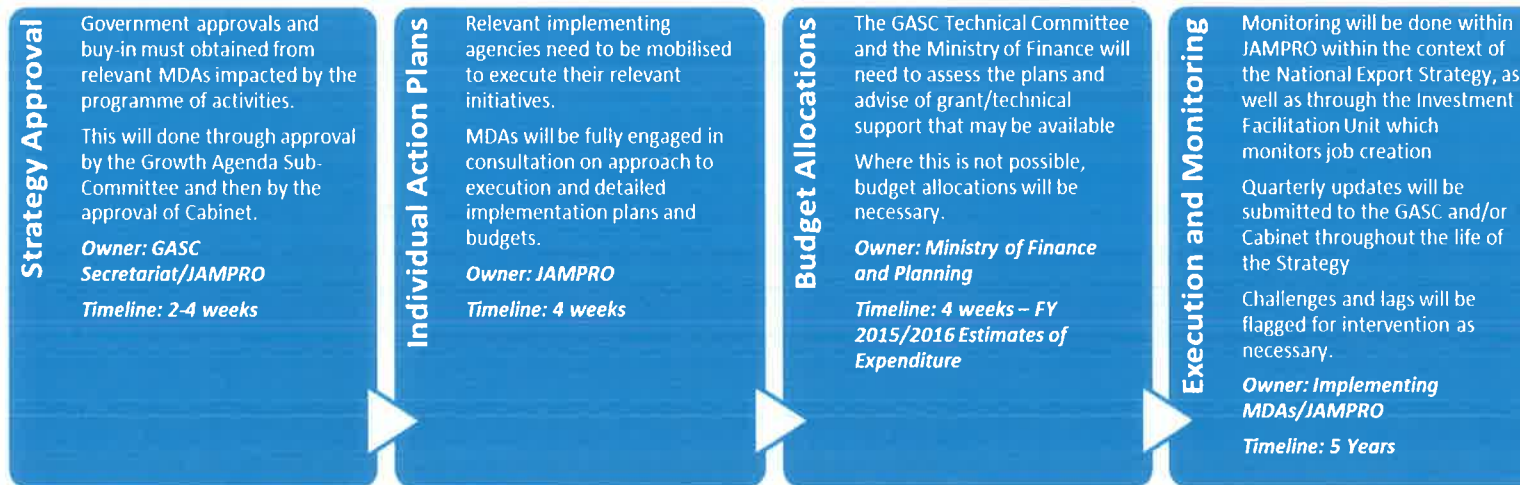 Strategy Approval
Government approvals and
buy-in must obtained from
relevant MDAs impacted by the
programme of activities.
This will done through approval
by the Growth Agenda Sub-
Committee and then by the
approval of Cabinet.
Owner: GASC
Secretariat/JAMPRO
Timeline: 2-4 weeks
Individual Action Plans
Relevant implementing
agencies need to be mobilised
to execute their relevant
initiatives.
MDAs will be fully engaged in
consultation on approach to
execution and detailed
implementation plans and
budgets.
Owner: JAMPRO
Timeline: 4 weeks
Budget Allocations
The GASC Technical Committee
and the Ministry of Finance will
need to assess the plans and
advise of grant/technical
support that may be available
Where this is not possible,
budget allocations will be
necessary.
Owner: Ministry of Finance
and Planning
Timeline: 4 weeks – FY
2015/2016 Estimates of
Expenditure
Execution and Monitoring
Monitoring will be done within
JAMPRO within the context of
the National Export Strategy, as
well as through the Investment
Facilitation Unit which
monitors job creation
Quarterly updates will be
submitted to the GASC and/or
Cabinet throughout the life of
the Strategy
Challenges and lags will be
flagged for intervention as
necessary.
Owner: Implementing
MDAs/JAMPRO
Timeline: 5 Years